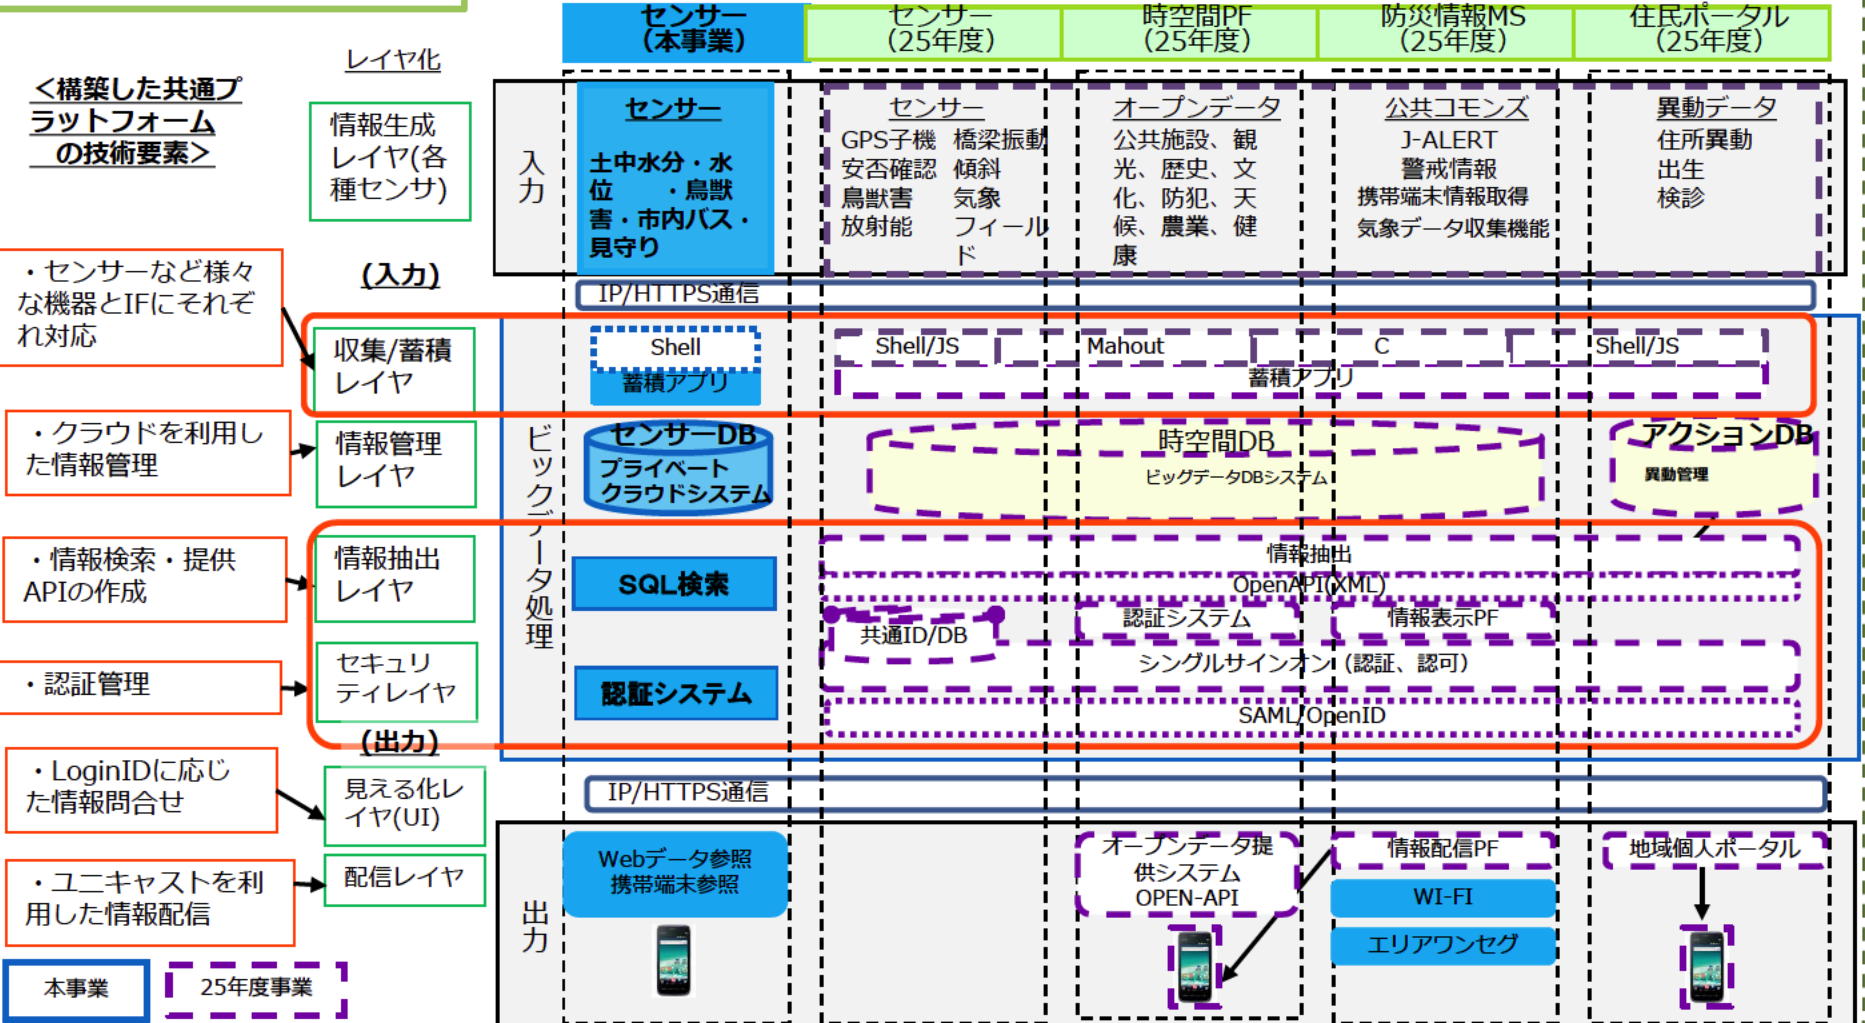 センサー
(本事業)
センサー
(25年度)
時空間PF
(25年度)
防災情報MS
(25年度)
住民ポータル
(25年度)
<構築した共通プ
ラットフォーム
の技術要素>
レイヤ化
情報生成
レイヤ(各
種センサ)
入力
センサー
土中水分・水
位 ・鳥獣
害・市内バス・
見守り
センサー
GPS子機 橋梁振動
安否確認 傾斜
鳥獣害 気象
放射能 フィール
ド
オープンデータ
公共施設、観
光、歴史、文
化、防犯、天
候、農業、健
康
公共コモンズ
J-ALERT
警戒情報
携帯端末情報取得
気象データ収集機能
異動データ
住所異動
出生
検診
(入力)
IP/HTTPS通信
・センサーなど様々
な機器とIFにそれぞ
れ対応
収集/蓄積
レイヤ
Shell
蓄積アプリ
Shell/JS
Mahout
C
Shell/JS
蓄積アプリ
ビックデータ処理
・クラウドを利用し
た情報管理
情報管理
レイヤ
センサーDB
プライベート
クラウドシステム
時空間DB
ビッグデータDBシステム
アクションDB
異動管理
・情報検索・提供
APIの作成
情報抽出
レイヤ
SQL検索
情報抽出
OpenAPI(XML)
共通ID/DB
認証システム
情報表示PF
・認証管理
セキュリ
ティレイヤ
認証システム
シングルサインオン（認証、認可）
SAML/OpenID
(出力)
・LoginIDに応じ
た情報問合せ
見える化レ
イヤ(UI)
IP/HTTPS通信
・ユニキャストを利
用した情報配信
配信レイヤ
出力
Webデータ参照
携帯端末参照
オープンデータ提
供システム
OPEN-API
情報配信PF
WI-FI
エリアワンセグ
地域個人ポータル
本事業
25年度事業